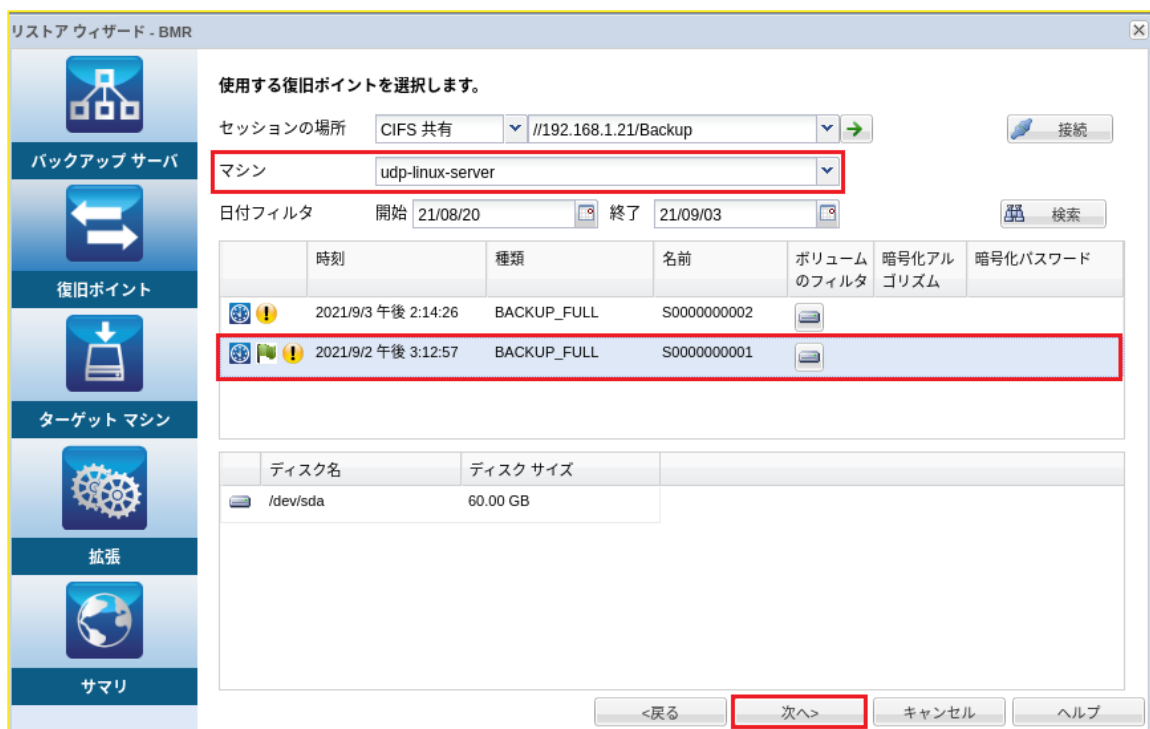 リストア ウィザード - BMR
バックアップ サーバ
復旧ポイント
ターゲット マシン
拡張
サマリ
使用する復旧ポイントを選択します。
セッションの場所 CIFS 共有 //192.168.1.21/Backup 接続
マシン udp-linux-server
日付フィルタ 開始 21/08/20 終了 21/09/03 検索
時刻 種類 名前 ボリューム 暗号化アル 暗号化パスワード
のフィルタ ゴリズム
2021/9/3 午後 2:14:26 BACKUP_FULL S0000000002
2021/9/2 午後 3:12:57 BACKUP_FULL S0000000001
ディスク名 ディスク サイズ
/dev/sda 60.00 GB
<戻る 次へ> キャンセル ヘルプ